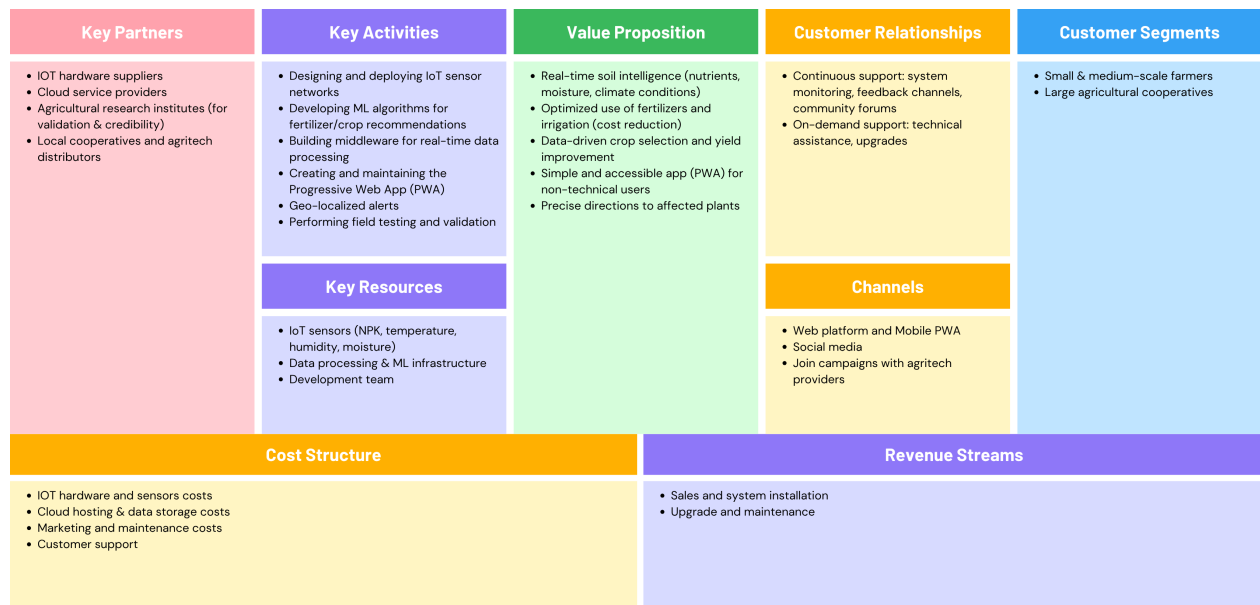 Key Partners
• IOT hardware suppliers
• Cloud service providers
• Agricultural research institutes (for
validation & credibility)
• Local cooperatives and agritech
distributors
Key Activities
• Designing and deploying IoT sensor
networks
• Developing ML algorithms for
fertilizer/crop recommendations
• Building middleware for real-time data
processing
• Creating and maintaining the
Progressive Web App (PWA)
• Geo-localized alerts
• Performing field testing and validation
Key Resources
• IoT sensors (NPK, temperature,
humidity, moisture)
• Data processing & ML infrastructure
• Development team
Value Proposition
• Real-time soil intelligence (nutrients,
moisture, climate conditions)
• Optimized use of fertilizers and
irrigation (cost reduction)
• Data-driven crop selection and yield
improvement
• Simple and accessible app (PWA) for
non-technical users
• Precise directions to affected plants
Customer Relationships
• Continuous support: system
monitoring, feedback channels,
community forums
• On-demand support: technical
assistance, upgrades
Channels
• Web platform and Mobile PWA
• Social media
• Join campaigns with agritech
providers
Customer Segments
• Small & medium-scale farmers
• Large agricultural cooperatives
Cost Structure
• IOT hardware and sensors costs
• Cloud hosting & data storage costs
• Marketing and maintenance costs
• Customer support
Revenue Streams
• Sales and system installation
• Upgrade and maintenance